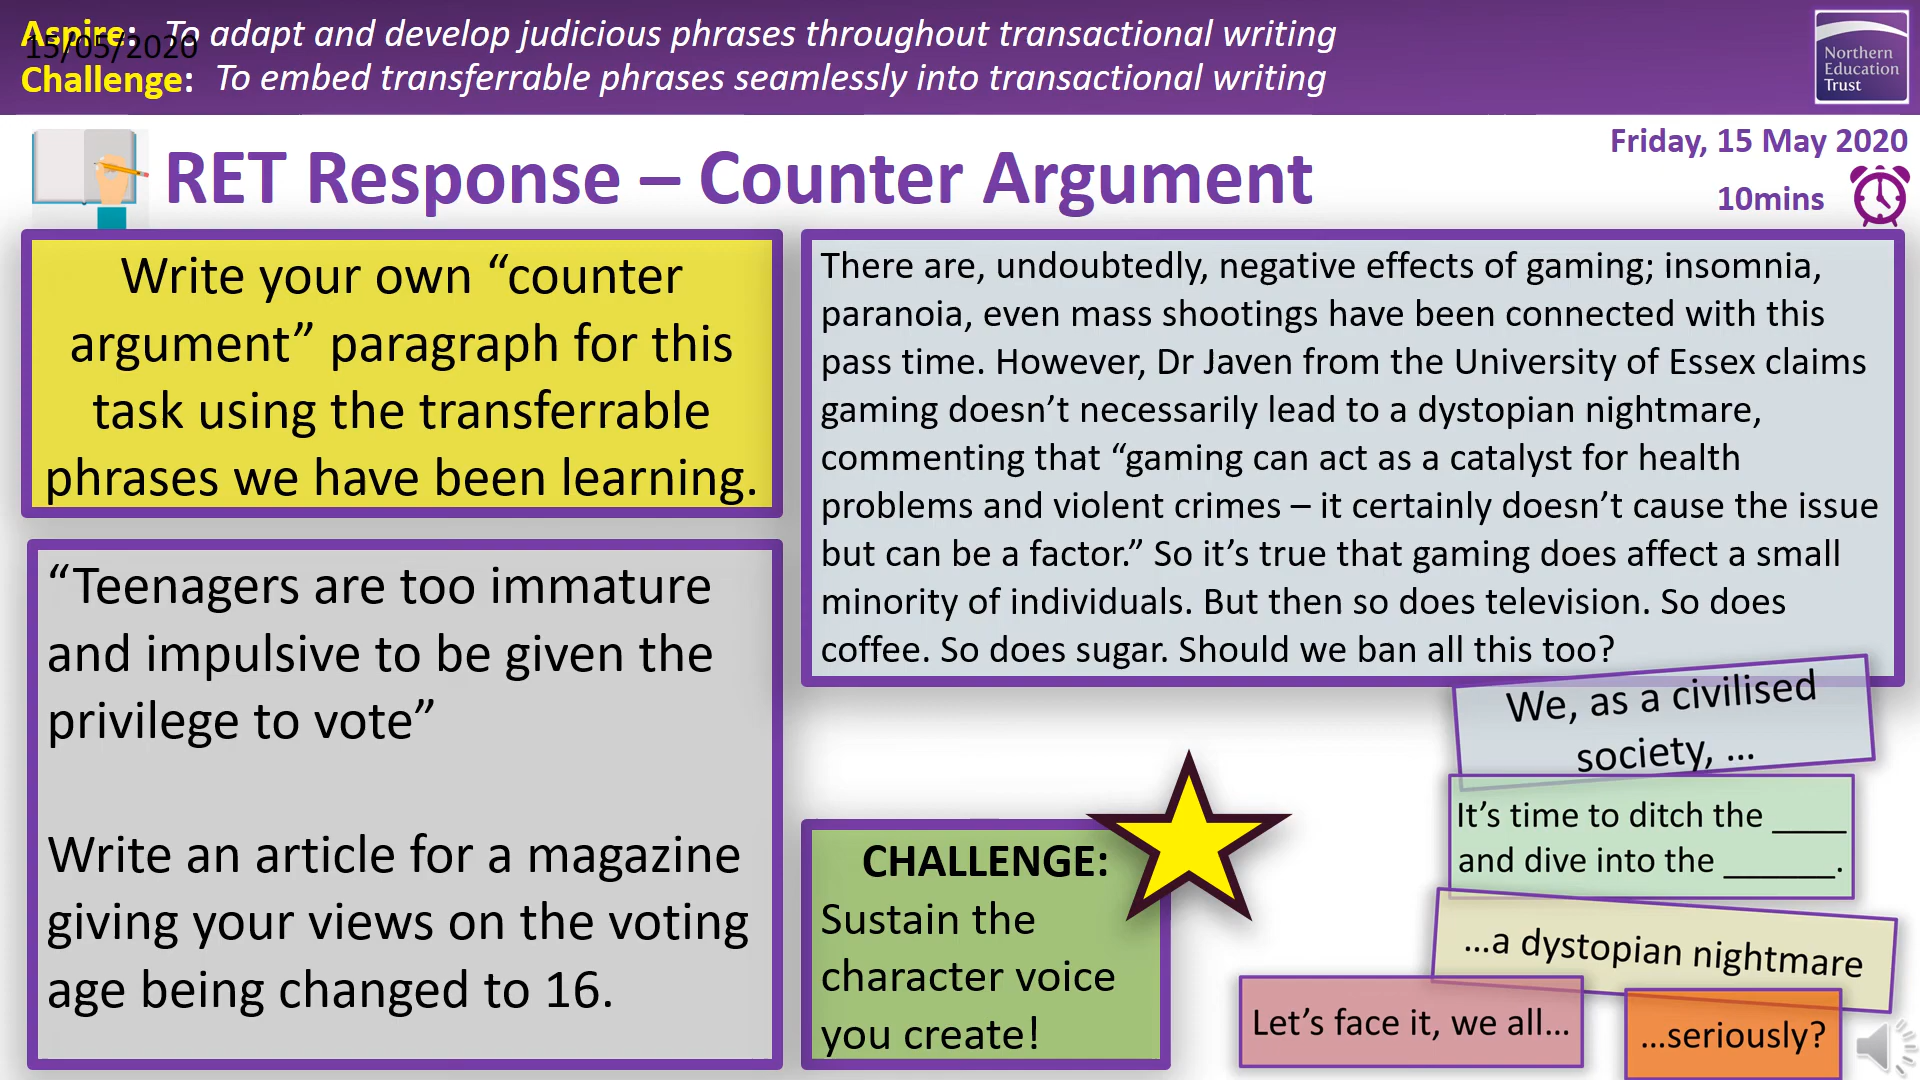 Aspire: To adapt and develop judicious phrases throughout transactional writing
15/05/2020
Challenge: To embed transferrable phrases seamlessly into transactional writing
Northern
Education
Trust
RET Response – Counter Argument
Friday, 15 May 2020
10mins
Write your own “counter
argument” paragraph for this
task using the transferrable
phrases we have been learning.
There are, undoubtedly, negative effects of gaming; insomnia,
paranoia, even mass shootings have been connected with this
pass time. However, Dr Javen from the University of Essex claims
gaming doesn’t necessarily lead to a dystopian nightmare,
commenting that “gaming can act as a catalyst for health
problems and violent crimes – it certainly doesn’t cause the issue
but can be a factor.” So it’s true that gaming does affect a small
minority of individuals. But then so does television. So does
coffee. So does sugar. Should we ban all this too?
“Teenagers are too immature
and impulsive to be given the
privilege to vote”
Write an article for a magazine
giving your views on the voting
age being changed to 16.
CHALLENGE:
Sustain the
character voice
you create!
We, as a civilised
society, …
It’s time to ditch the ____
and dive into the ______.
…a dystopian nightmare
Let’s face it, we all…
…seriously?